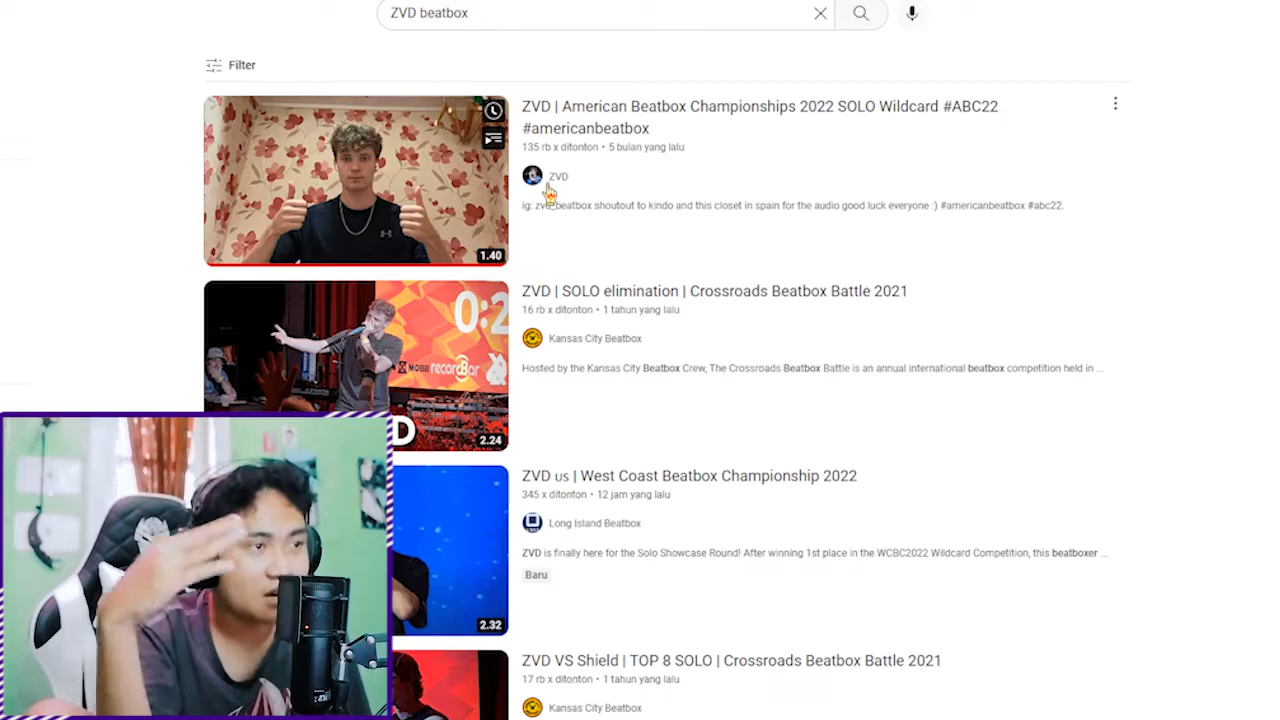 ZVD beatbox
Filter
ZVD | American Beatbox Championships 2022 SOLO Wildcard #ABC22
#americanbeatbox
135 rb x ditonton • 5 bulan yang lalu
ZVD
ig: zvd_beatbox shoutout to kindo and this closet in spain for the audio good luck everyone :) #americanbeatbox #abc22.
1.40
ZVD | SOLO elimination | Crossroads Beatbox Battle 2021
16 rb x ditonton • 1 tahun yang lalu
Kansas City Beatbox
Hosted by the Kansas City Beatbox Crew, The Crossroads Beatbox Battle is an annual international beatbox competition held in ...
0:2
MOBB recordBar
D
2.24
ZVD us | West Coast Beatbox Championship 2022
345 x ditonton • 12 jam yang lalu
Long Island Beatbox
ZVD is finally here for the Solo Showcase Round! After winning 1st place in the WCBC2022 Wildcard Competition, this beatboxer ...
Baru
2.32
ZVD VS Shield | TOP 8 SOLO | Crossroads Beatbox Battle 2021
17 rb x ditonton • 1 tahun yang lalu
Kansas City Beatbox